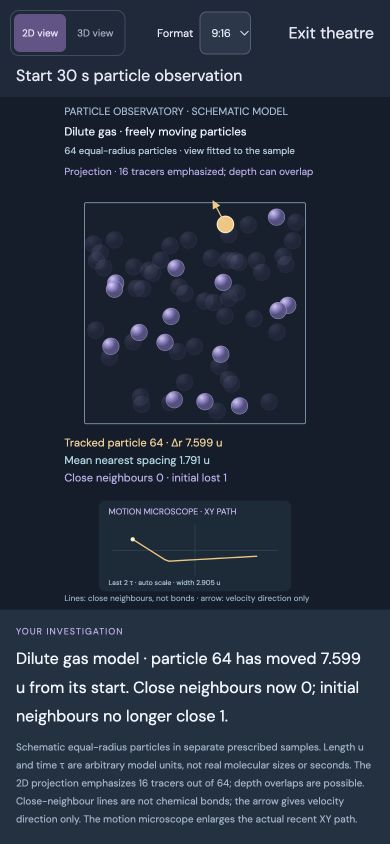 2D view
3D view
Format
9:16
Exit theatre
Start 30 s particle observation
PARTICLE OBSERVATORY · SCHEMATIC MODEL
Dilute gas · freely moving particles
64 equal-radius particles · view fitted to the sample
Projection · 16 tracers emphasized; depth can overlap
Tracked particle 64 · Δr 7.599 u
Mean nearest spacing 1.791 u
Close neighbours 0 · initial lost 1
MOTION MICROSCOPE · XY PATH
Last 2 τ · auto scale · width 2.905 u
Lines: close neighbours, not bonds · arrow: velocity direction only
YOUR INVESTIGATION
Dilute gas model · particle 64 has moved 7.599
u from its start. Close neighbours now 0; initial
neighbours no longer close 1.
Schematic equal-radius particles in separate prescribed samples. Length u
and time τ are arbitrary model units, not real molecular sizes or seconds. The
2D projection emphasizes 16 tracers out of 64; depth overlaps are possible.
Close-neighbour lines are not chemical bonds; the arrow gives velocity
direction only. The motion microscope enlarges the actual recent XY path.